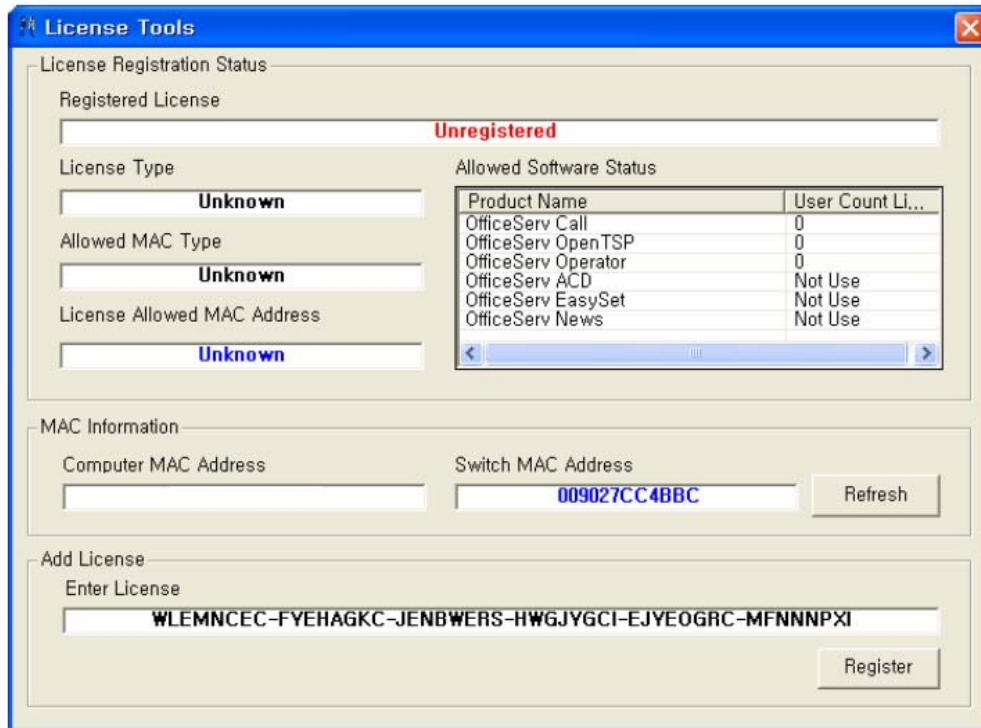 License Tools
License Registration Status
Registered License
Unregistered
License Type
Unknown
Allowed MAC Type
Unknown
License Allowed MAC Address
Unknown
Allowed Software Status
Product Name User Count Li...
OfficeServ Call 0
OfficeServ OpenTSP 0
OfficeServ Operator 0
OfficeServ ACD Not Use
OfficeServ EasySet Not Use
OfficeServ News Not Use
MAC Information
Computer MAC Address
Switch MAC Address
009027CC4BBC
Refresh
Add License
Enter License
WLEMNCEC-FYEHAGKC-JENBWERS-HWGJYGCI-EJYEOGRC-MFNNNPXI
Register